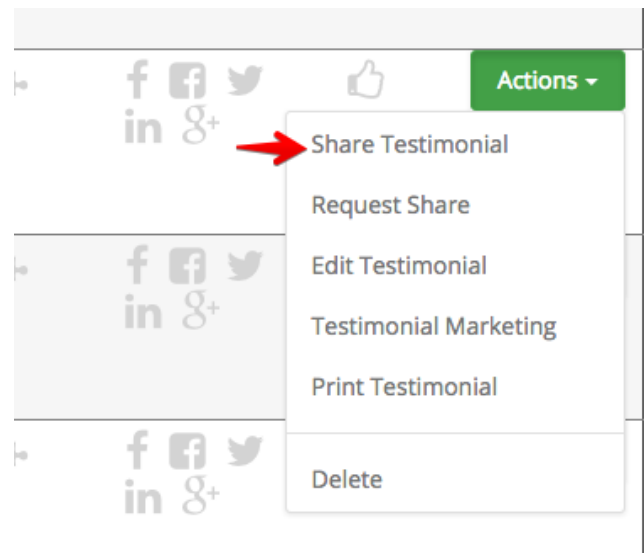 Actions
Share Testimonial
Request Share
Edit Testimonial
Testimonial Marketing
Print Testimonial
Delete